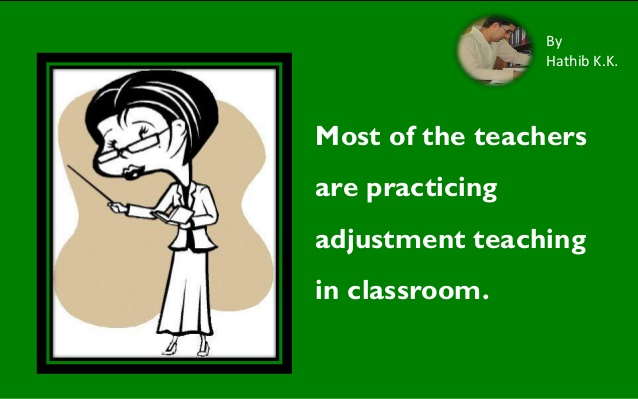 By
Hathib K.K.
Most of the teachers
are practicing
adjustment teaching
in classroom.